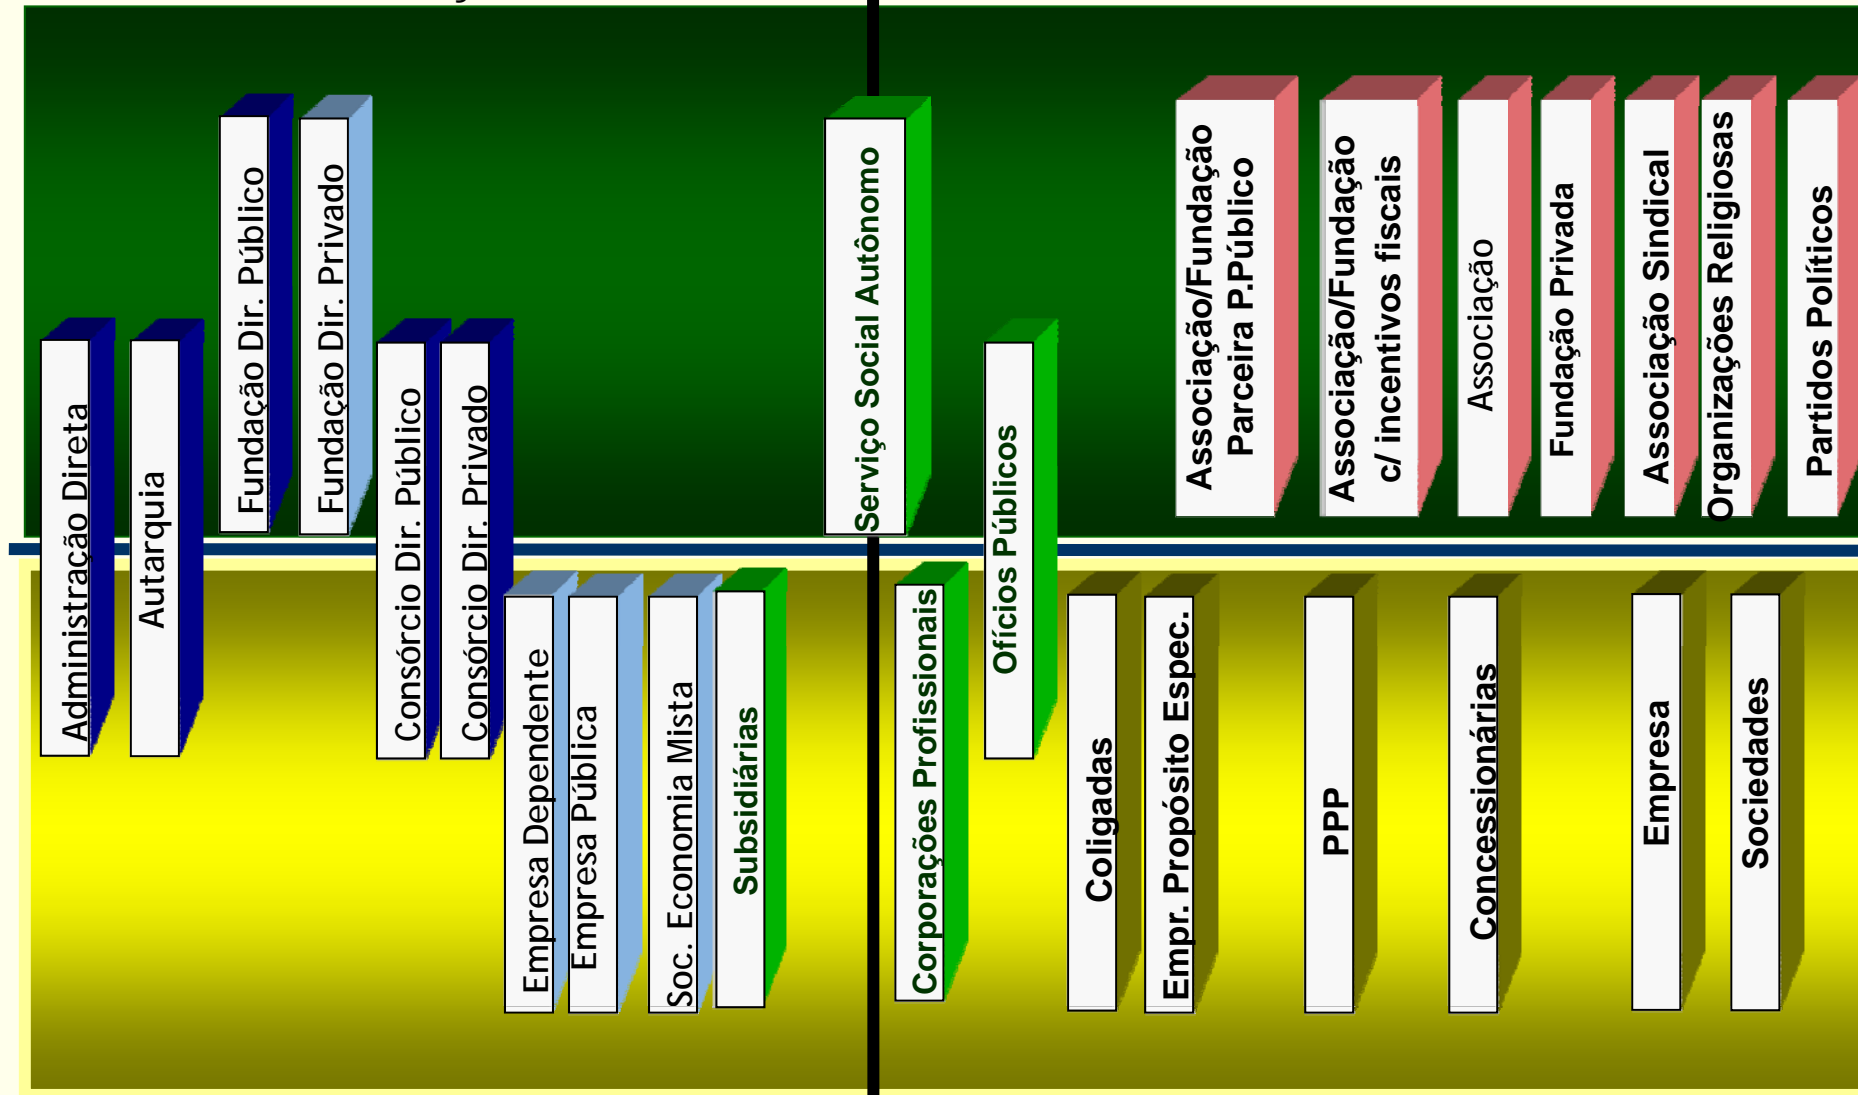 Administração Direta
Autarquia
Fundação Dir. Público
Fundação Dir. Privado
Consórcio Dir. Público
Consórcio Dir. Privado
Empresa Dependente
Empresa Pública
Soc. Economia Mista
Subsidiárias
Serviço Social Autônomo
Corporações Profissionais
Ofícios Públicos
Coligadas
Empr. Propósito Espec.
Associação/Fundação
Parceira P.Público
PPP
Associação/Fundação
c/ incentivos fiscais
Concessionárias
Associação
Fundação Privada
Associação Sindical
Empresa
Organizações Religiosas
Sociedades
Partidos Políticos